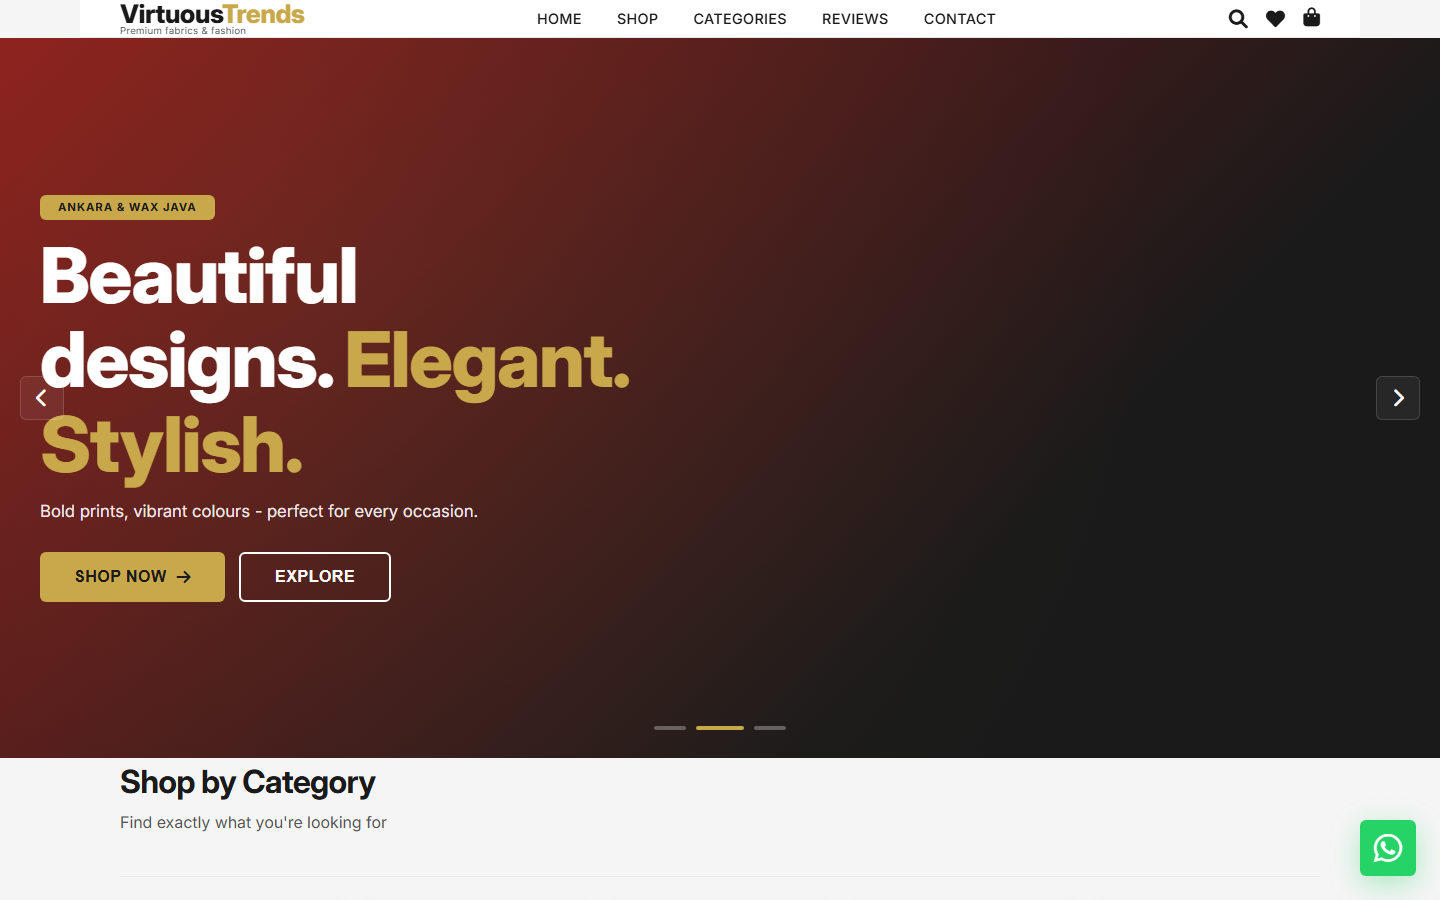 VirtuousTrends
Premium fabrics & fashion
HOME SHOP CATEGORIES REVIEWS CONTACT
ANKARA & WAX JAVA
Beautiful
designs. Elegant.
Stylish.
Bold prints, vibrant colours - perfect for every occasion.
SHOP NOW → EXPLORE
Shop by Category
Find exactly what you're looking for